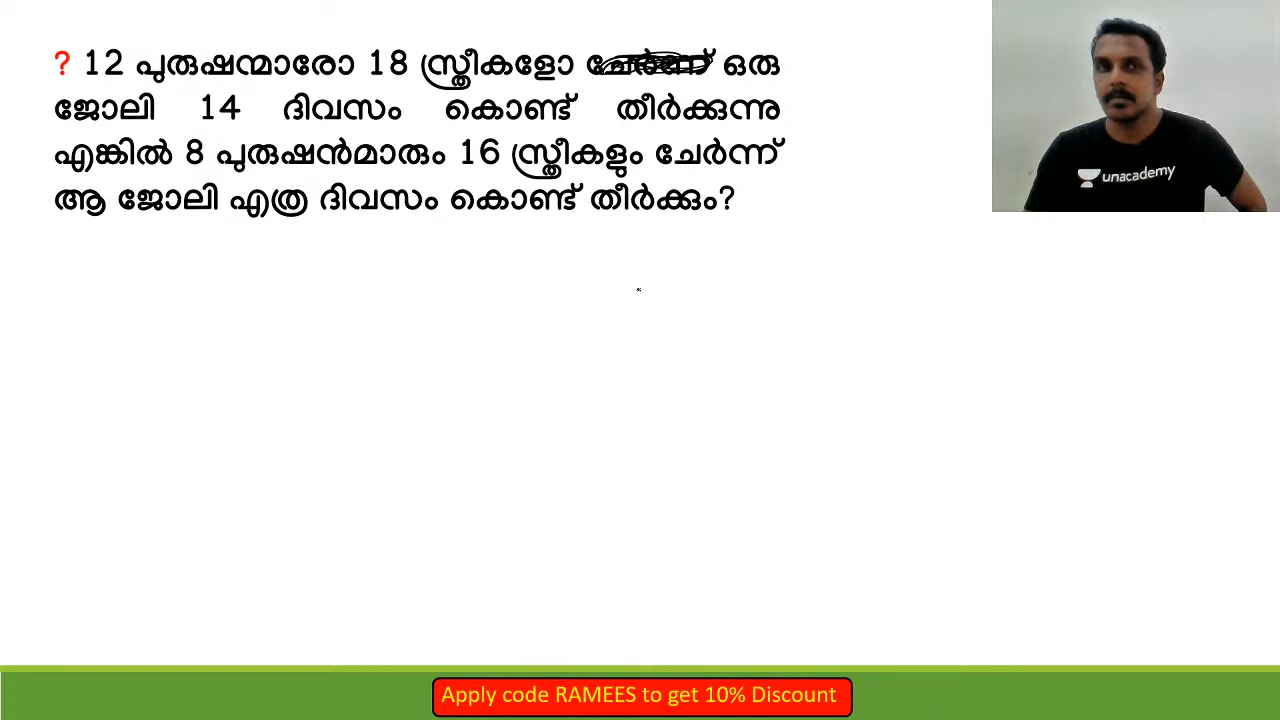 ? 12 പുരുഷന്മാരോ 18 സ്ത്രീകളോ ചേർന്ന് ഒരു
ജോലി 14 ദിവസം കൊണ്ട് തീർക്കുന്നു
എങ്കിൽ 8 പുരുഷൻമാരും 16 സ്ത്രീകളും ചേർന്ന്
ആ ജോലി എത്ര ദിവസം കൊണ്ട് തീർക്കും?
unacademy
Apply code RAMEES to get 10% Discount